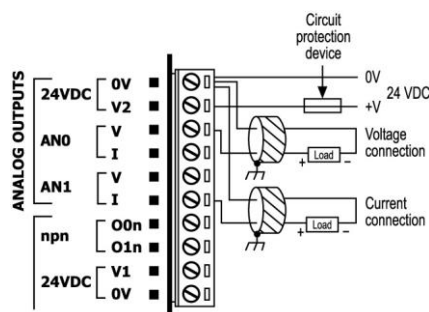 Circuit
protection
device
ANALOG OUTPUTS
24VDC
0V
V2
AN0
V
I
AN1
V
I
npn
O0n
O1n
24VDC
V1
0V
0V
24 VDC
+V
Voltage
connection
+ Load -
Current
connection
+ Load -